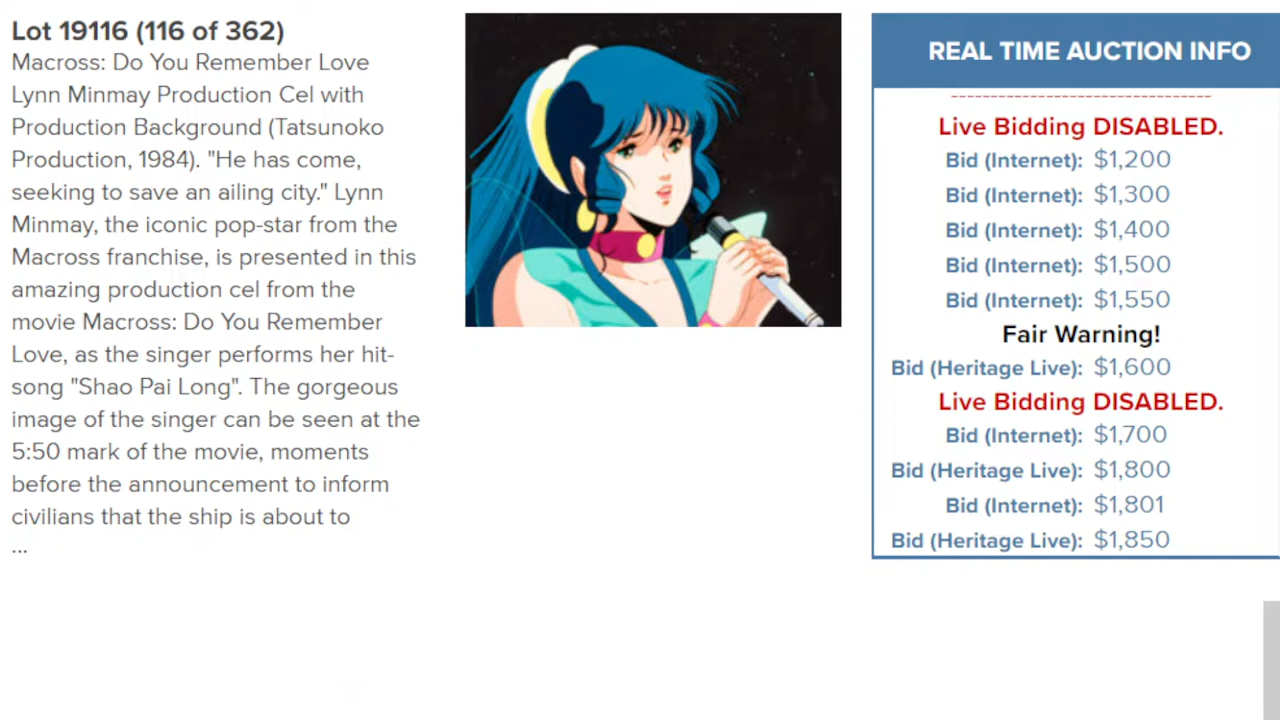 Lot 19116 (116 of 362)
Macross: Do You Remember Love
Lynn Minmay Production Cel with
Production Background (Tatsunoko
Production, 1984). "He has come,
seeking to save an ailing city." Lynn
Minmay, the iconic pop-star from the
Macross franchise, is presented in this
amazing production cel from the
movie Macross: Do You Remember
Love, as the singer performs her hit-
song "Shao Pai Long". The gorgeous
image of the singer can be seen at the
5:50 mark of the movie, moments
before the announcement to inform
civilians that the ship is about to
...
REAL TIME AUCTION INFO
--------------------------------
Live Bidding DISABLED.
Bid (Internet): $1,200
Bid (Internet): $1,300
Bid (Internet): $1,400
Bid (Internet): $1,500
Bid (Internet): $1,550
Fair Warning!
Bid (Heritage Live): $1,600
Live Bidding DISABLED.
Bid (Internet): $1,700
Bid (Heritage Live): $1,800
Bid (Internet): $1,801
Bid (Heritage Live): $1,850